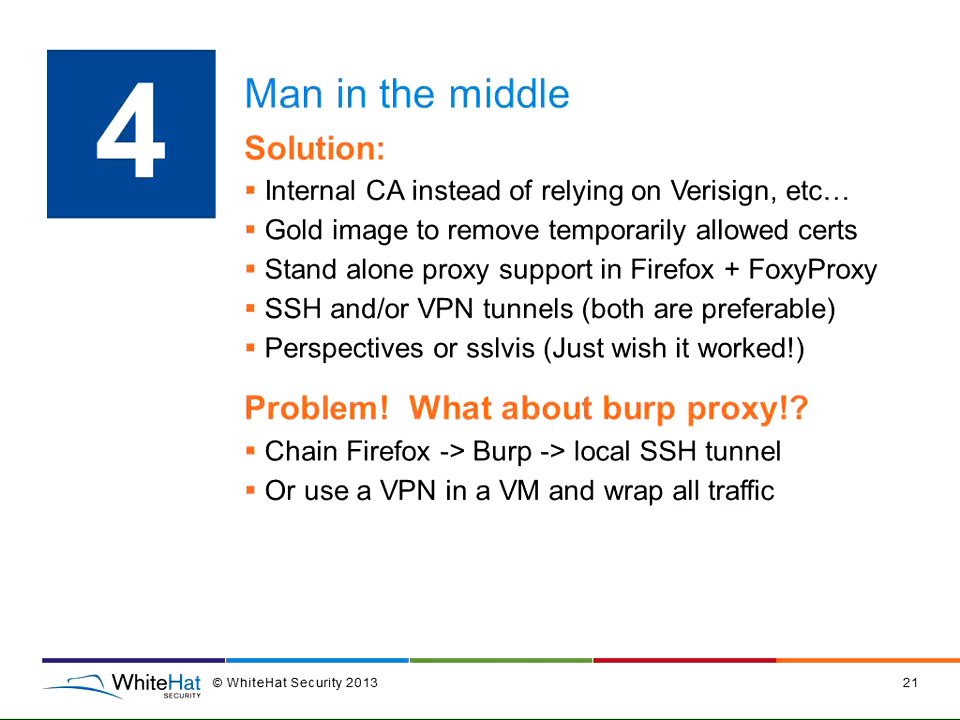 4
Man in the middle
Solution:
▪ Internal CA instead of relying on Verisign, etc…
▪ Gold image to remove temporarily allowed certs
▪ Stand alone proxy support in Firefox + FoxyProxy
▪ SSH and/or VPN tunnels (both are preferable)
▪ Perspectives or sslvis (Just wish it worked!)
Problem!  What about burp proxy!?
▪ Chain Firefox -> Burp -> local SSH tunnel
▪ Or use a VPN in a VM and wrap all traffic
WhiteHat SECURITY
© WhiteHat Security 2013
21